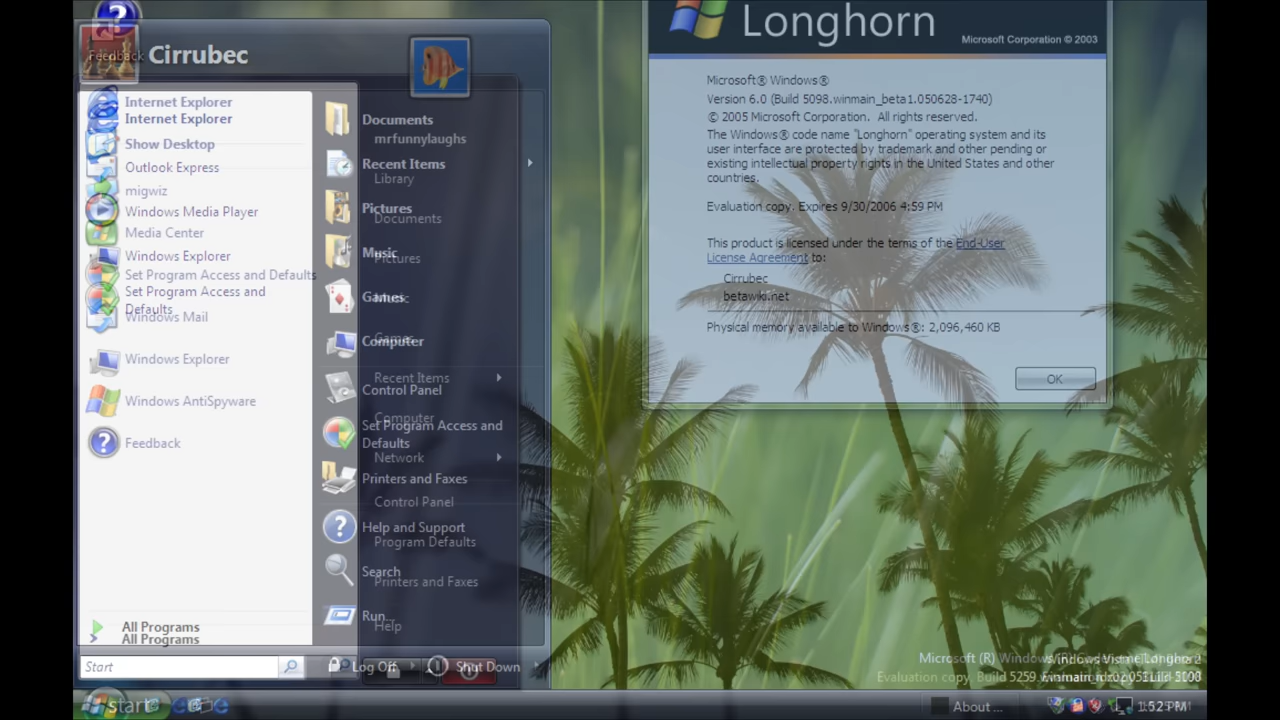 Feedback
Cirrubec
Internet Explorer
Internet Explorer
Show Desktop
Outlook Express
migwiz
Windows Media Player
Media Center
Windows Explorer
Set Program Access and Defaults
Set Program Access and
Defaults
Windows Mail
Windows Explorer
Windows AntiSpyware
Feedback
All Programs
All Programs
Start
Documents
mrfunnylaughs
Recent Items
Library
Pictures
Documents
Music
Pictures
Games
Music
Computer
Games
Recent Items
Control Panel
Computer
Set Program Access and
Defaults
Network
Printers and Faxes
Control Panel
Help and Support
Program Defaults
Search
Printers and Faxes
Run...
Help
Log Off
Shut Down
Longhorn
Microsoft Corporation © 2003
Microsoft® Windows®
Version 6.0 (Build 5098.winmain_beta1.050628-1740)
© 2005 Microsoft Corporation. All rights reserved.
The Windows® code name "Longhorn" operating system and its
user interface are protected by trademark and other pending or
existing intellectual property rights in the United States and other
countries.
Evaluation copy. Expires 9/30/2006 4:59 PM
This product is licensed under the terms of the End-User
License Agreement to:
Cirrubec
betawiki.net
Physical memory available to Windows®: 2,096,460 KB
OK
Microsoft (R) Windows
Evaluation copy. Build 5259
start
About ...